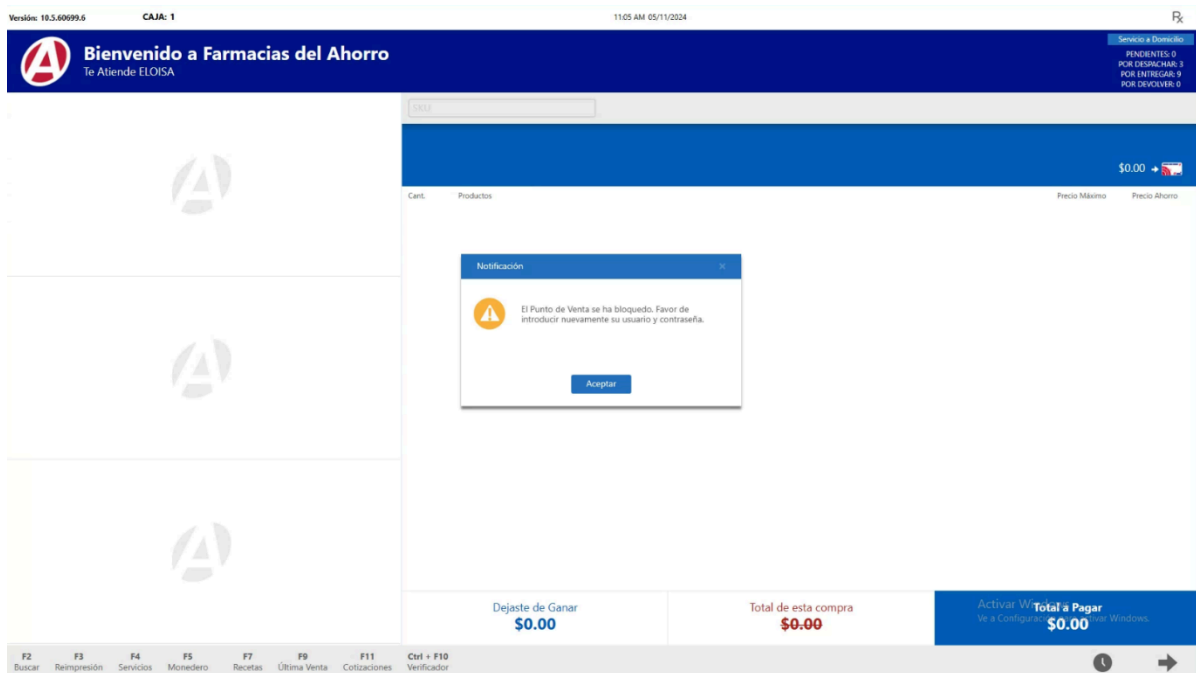 Versión: 10.5.60699.6 CAJA: 1 11:05 AM 05/11/2024
Bienvenido a Farmacias del Ahorro
Te Atiende ELOISA
Servicio a Domicilio
PENDIENTES: 0
POR DESPACHAR: 3
POR ENTREGAR: 9
POR DEVOLVER: 0
SKU
$0.00
Cant. Productos Precio Máximo Precio Ahorro
Notificación
El Punto de Venta se ha bloquedo. Favor de
introducir nuevamente su usuario y contraseña.
Aceptar
Dejaste de Ganar
$0.00
Total de esta compra
$0.00
Total a Pagar
$0.00
F2 F3 F4 F5 F7 F9 F11 Ctrl + F10
Buscar Reimpresión Servicios Monedero Recetas Última Venta Cotizaciones Verificador